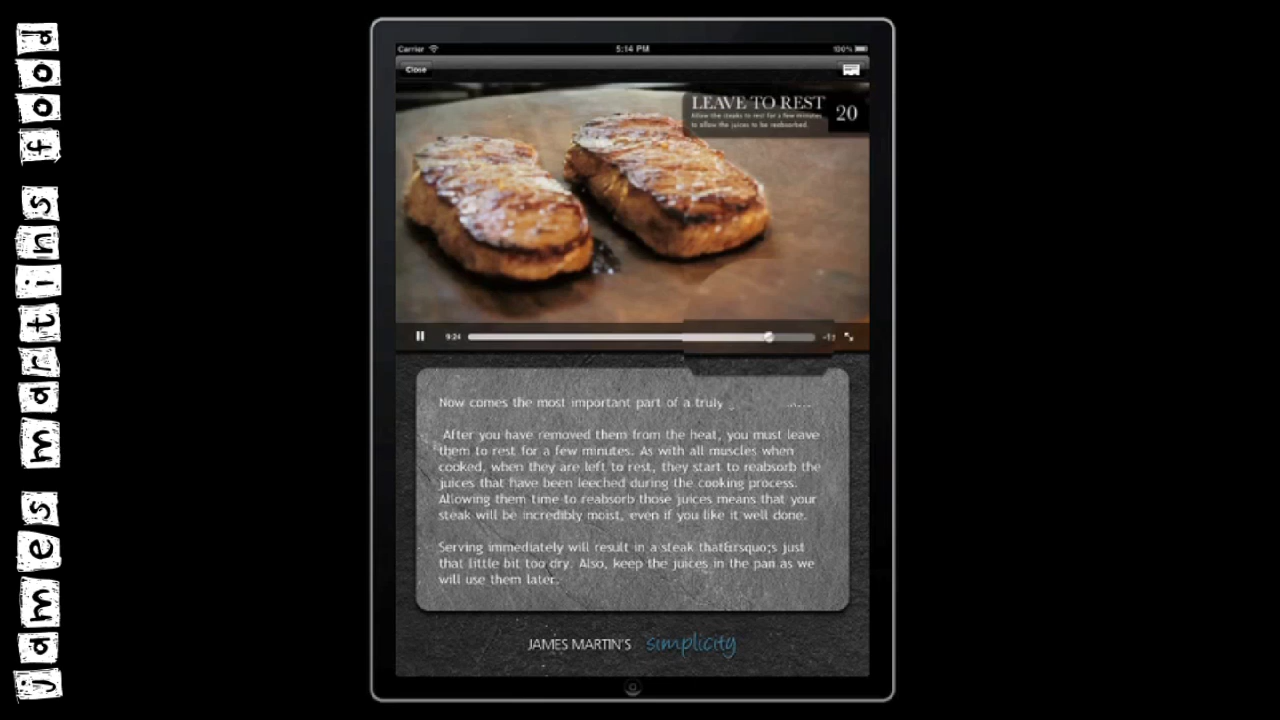 james martins food
Carrier 5:14 PM 100%
Close
LEAVE TO REST
20
Allow the steaks to rest for a few minutes
to allow the juices to be reabsorbed.
9:24
Now comes the most important part of a truly
After you have removed them from the heat, you must leave
them to rest for a few minutes. As with all muscles when
cooked, when they are left to rest, they start to reabsorb the
juices that have been leeched during the cooking process.
Allowing them time to reabsorb those juices means that your
steak will be incredibly moist, even if you like it well done.
Serving immediately will result in a steak that&rsquo;s just
that little bit too dry. Also, keep the juices in the pan as we
will use them later.
JAMES MARTIN'S simplicity